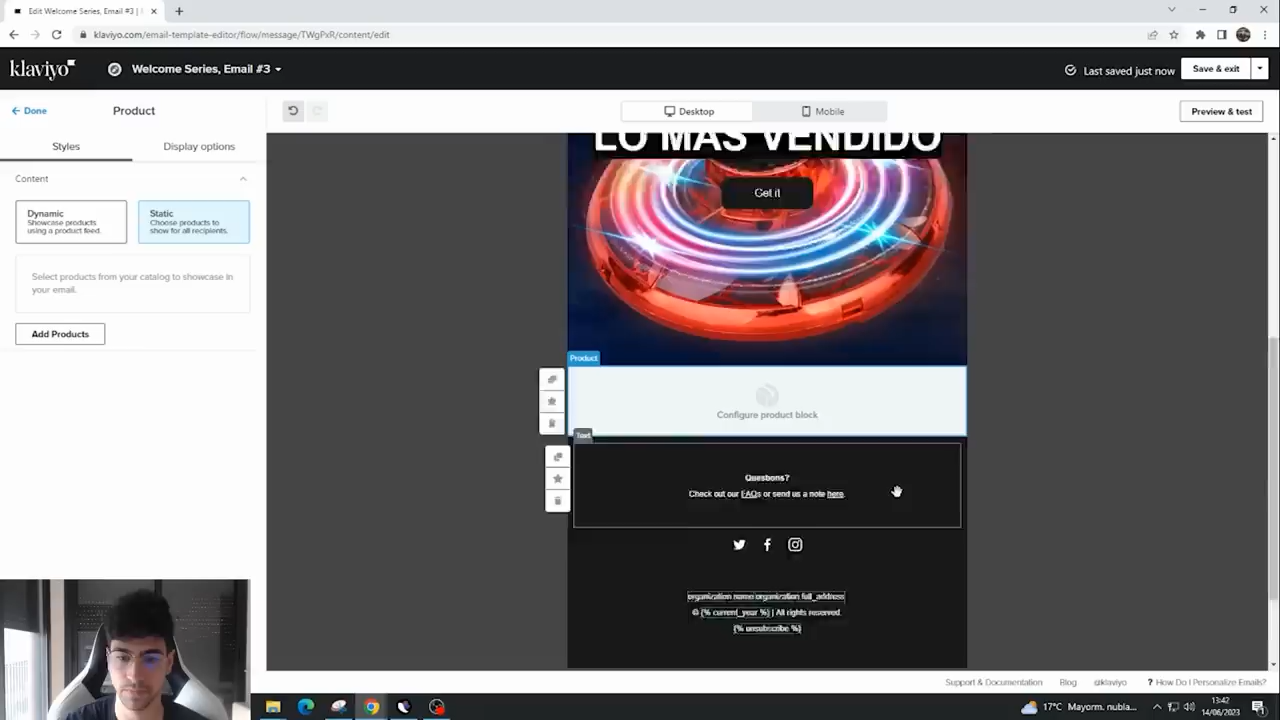 Edit Welcome Series, Email #3 |
klaviyo.com/email-template-editor/flow/message/TWgPxR/content/edit
klaviyo
Welcome Series, Email #3
Last saved just now
Save & exit
Done
Product
Desktop
Mobile
Preview & test
Styles
Display options
Content
Dynamic
Showcase products
using a product feed.
Static
Choose products to
show for all recipients.
Select products from your catalog to showcase in
your email.
Add Products
LO MAS VENDIDO
Get it
Product
Configure product block
Text
Questions?
Check out our FAQs or send us a note here.
organization name organization full_address
© {% current_year %} | All rights reserved.
{% unsubscribe %}
Support & Documentation
Blog
@klaviyo
? How Do I Personalize Emails?
17°C Mayorm. nubla...
13:42
14/06/2023